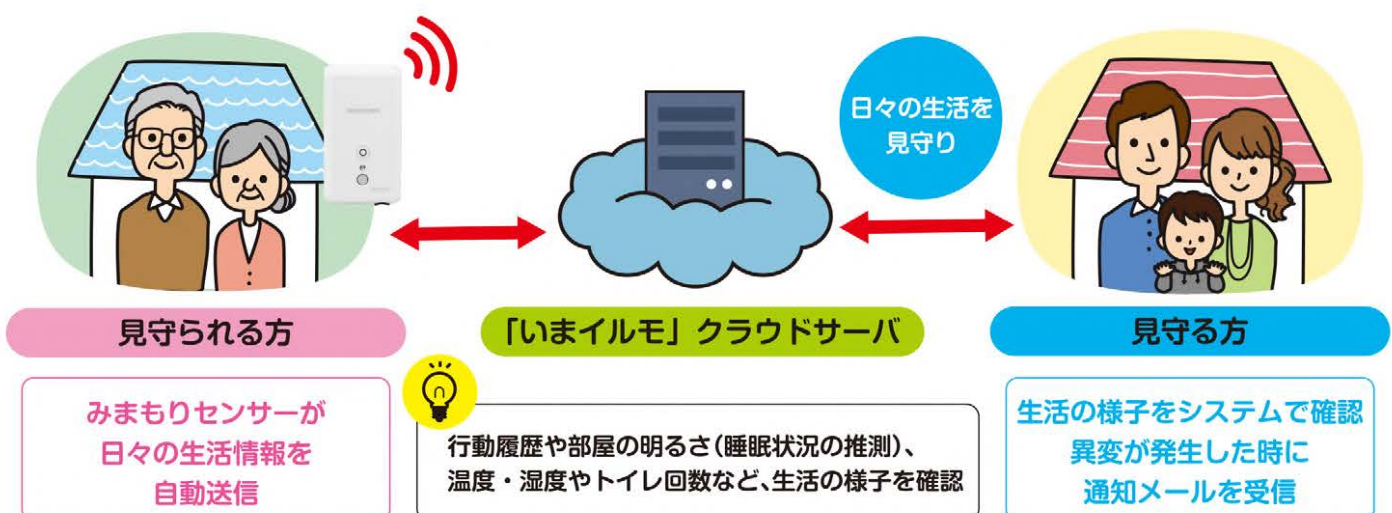 日々の生活を
見守り
見守られる方
「いまイルモ」クラウドサーバ
見守る方
みまもりセンサーが
日々の生活情報を
自動送信
行動履歴や部屋の明るさ（睡眠状況の推測）、
温度・湿度やトイレ回数など、生活の様子を確認
生活の様子をシステムで確認
異変が発生した時に
通知メールを受信